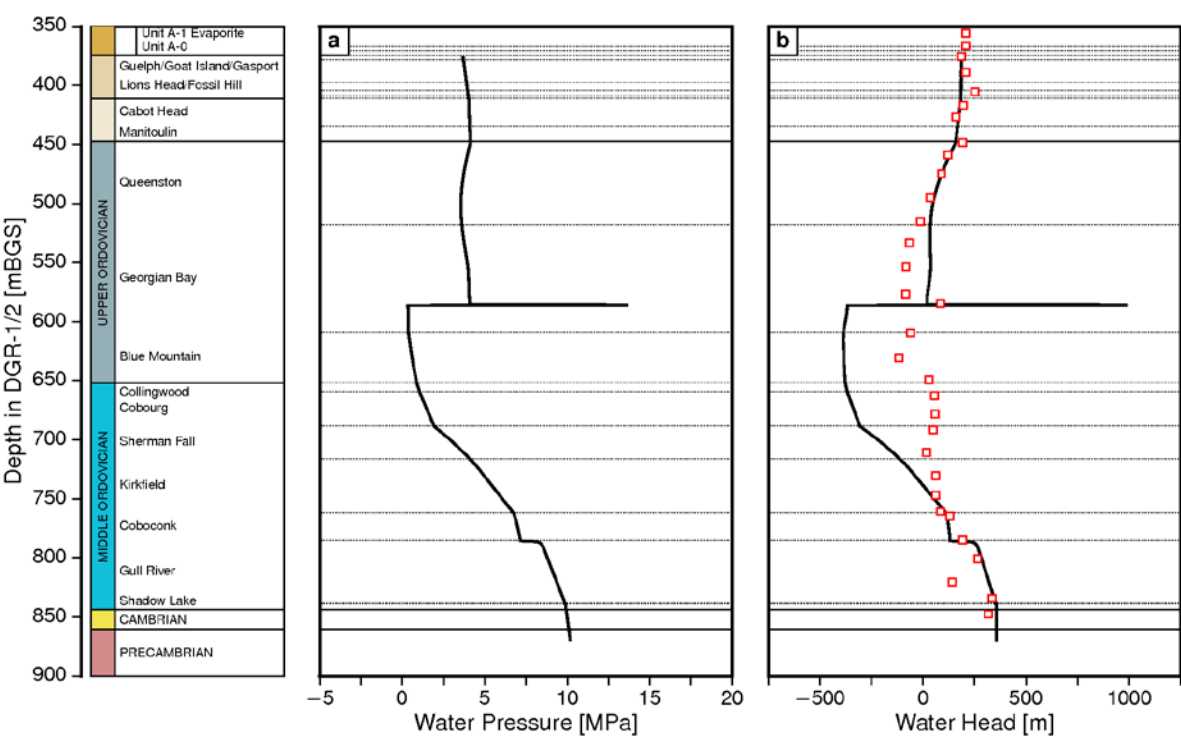 350
400
450
500
550
600
650
700
750
800
850
900
Depth in DGR-1/2 [mBGS]
Unit A-1 Evaporite
Unit A-0
Guelph/Goat Island/Gasport
Lions Head/Fossil Hill
Cabot Head
Manitoulin
UPPER ORDOVICIAN
Queenston
Georgian Bay
Blue Mountain
MIDDLE ORDOVICIAN
Collingwood
Cobourg
Sherman Fall
Kirkfield
Coboconk
Gull River
Shadow Lake
CAMBRIAN
PRECAMBRIAN
a
−5 0 5 10 15 20
Water Pressure [MPa]
b
−500 0 500 1000
Water Head [m]